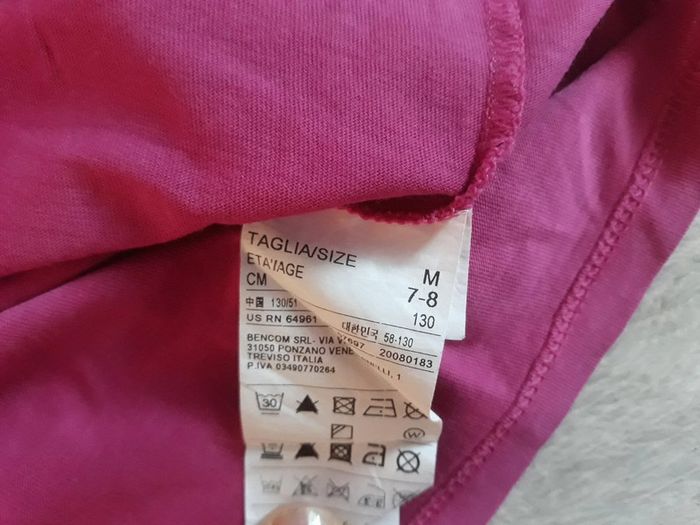 TAGLIA/SIZE M
ETA'/AGE 7-8
CM 130
中国 130/51 대한민국 58-130
US RN 64961
BENCOM SRL- VIA 20080183
31050 PONZANO 1
TREVISO ITALIA
P.IVA 03490770264
30
W